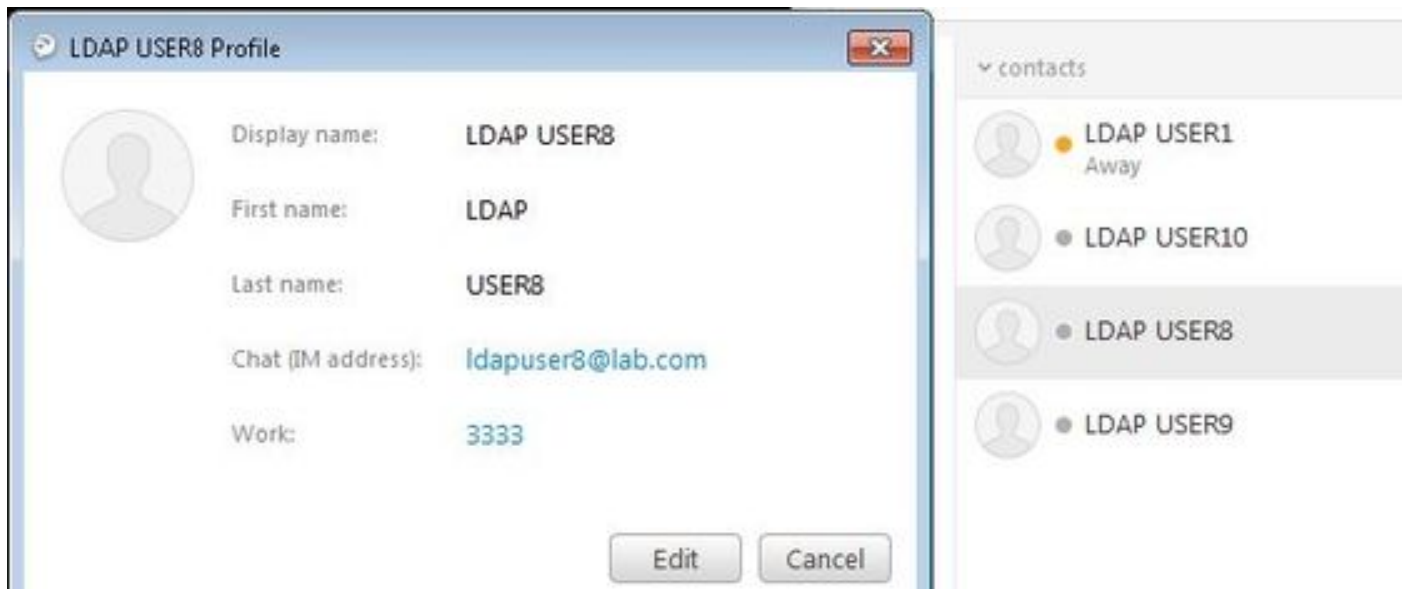 LDAP USER8 Profile
Display name: LDAP USER8
First name: LDAP
Last name: USER8
Chat (IM address): ldapuser8@lab.com
Work: 3333
Edit Cancel
contacts
LDAP USER1
Away
LDAP USER10
LDAP USER8
LDAP USER9